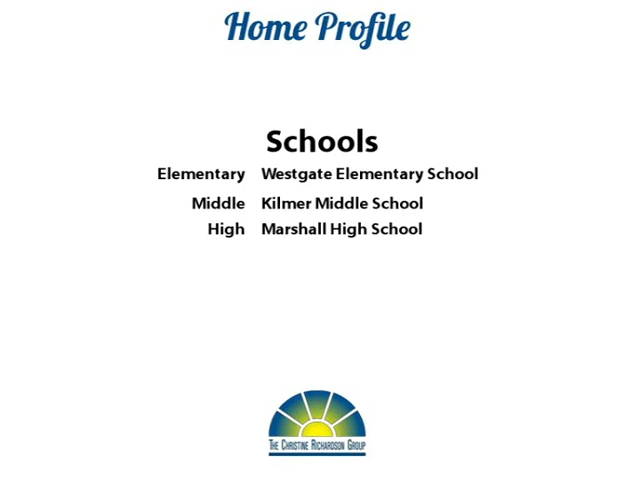 Home Profile
Schools
Elementary Westgate Elementary School
Middle Kilmer Middle School
High Marshall High School
The Christine Richardson Group